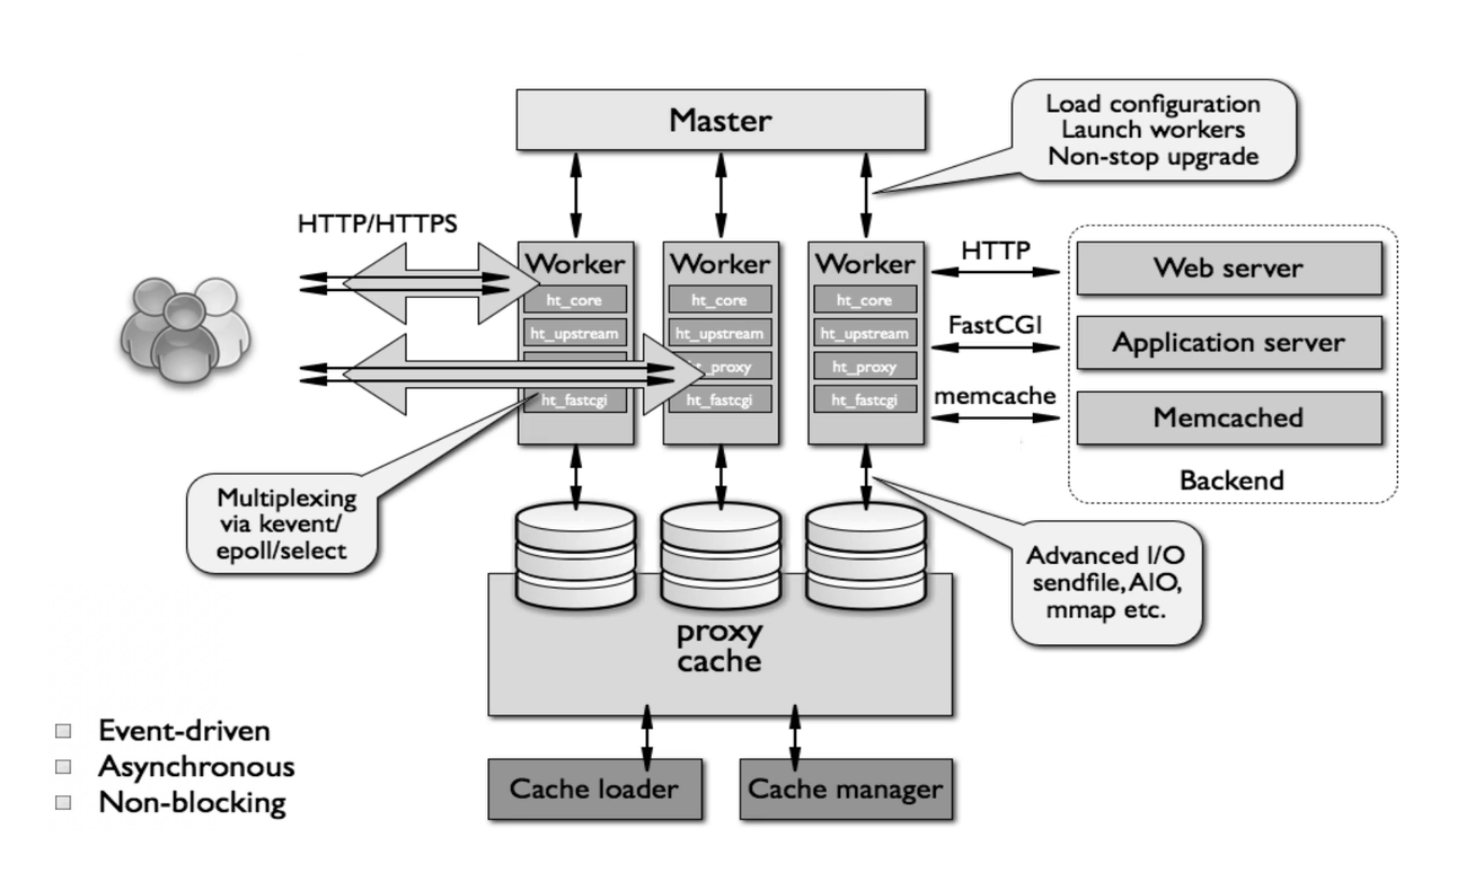 Master
Load configuration
Launch workers
Non-stop upgrade
HTTP/HTTPS
Worker
ht_core
ht_upstream
ht_fastcgi
Worker
ht_core
ht_upstream
t_proxy
ht_fastcgi
Worker
ht_core
ht_upstream
ht_proxy
ht_fastcgi
HTTP
FastCGI
memcache
Web server
Application server
Memcached
Backend
Multiplexing
via kevent/
epoll/select
Advanced I/O
sendfile, AIO,
mmap etc.
proxy
cache
Cache loader
Cache manager
Event-driven
Asynchronous
Non-blocking